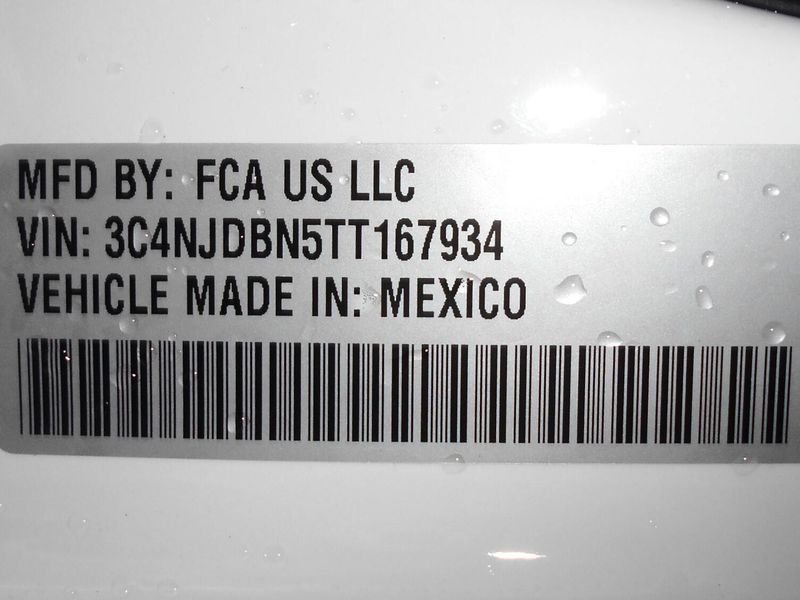 MFD BY: FCA US LLC
VIN: 3C4NJDBN5TT167934
VEHICLE MADE IN: MEXICO